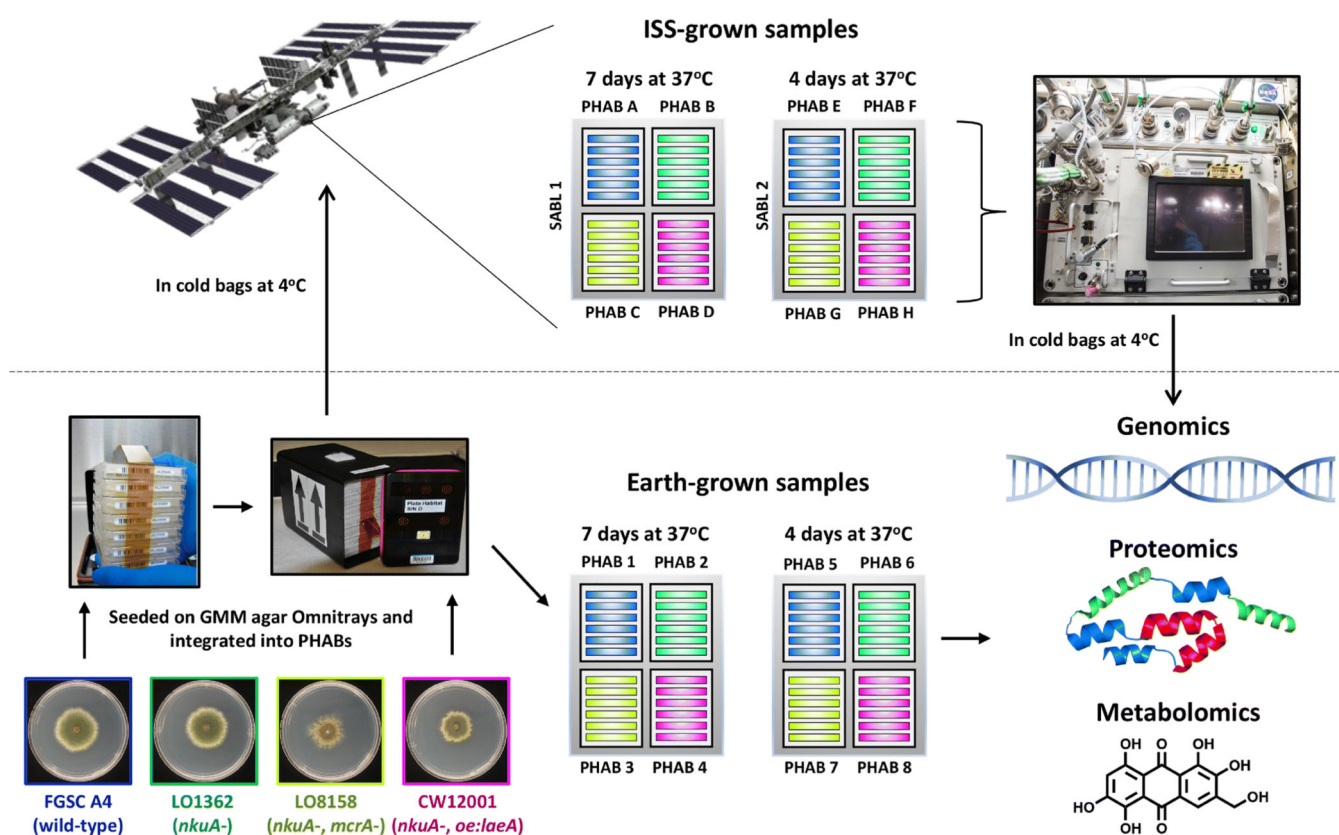 ISS-grown samples
7 days at 37°C
4 days at 37°C
PHAB A
PHAB B
PHAB E
PHAB F
SABL 1
SABL 2
PHAB C
PHAB D
PHAB G
PHAB H
In cold bags at 4°C
In cold bags at 4°C
Plate Habitat
S/N D
Seeded on GMM agar Omnitrays and
integrated into PHABs
FGSC A4
(wild-type)
LO1362
(nkuA-)
LO8158
(nkuA-, mcrA-)
CW12001
(nkuA-, oe:laeA)
Earth-grown samples
7 days at 37°C
4 days at 37°C
PHAB 1
PHAB 2
PHAB 5
PHAB 6
PHAB 3
PHAB 4
PHAB 7
PHAB 8
Genomics
Proteomics
Metabolomics
OH
O
OH
OH
HO
OH
OH
O
OH